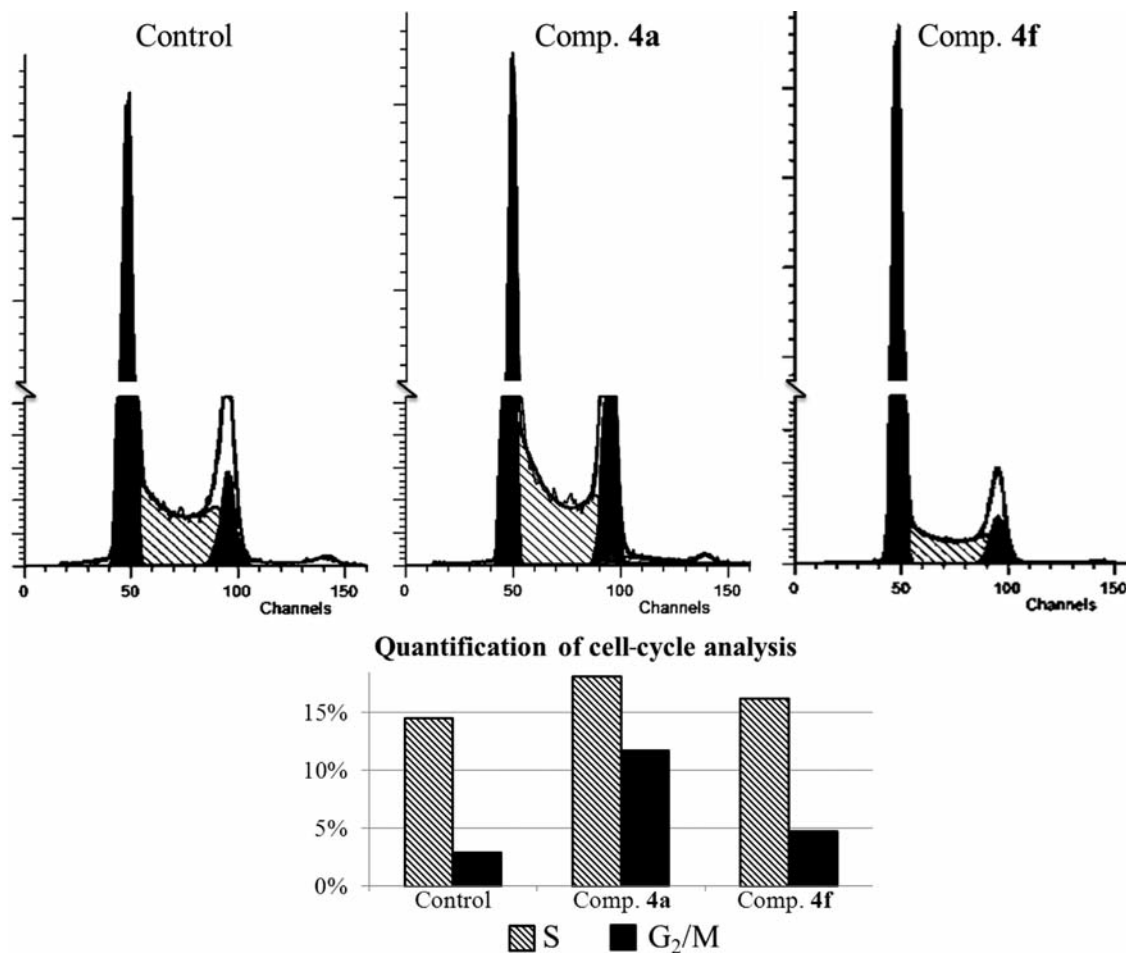 Control
Comp. 4a
Comp. 4f
0 50 100 150
Channels
0 50 100 150
Channels
0 50 100 150
Channels
Quantification of cell-cycle analysis
15%
10%
5%
0%
Control Comp. 4a Comp. 4f
S G₂/M